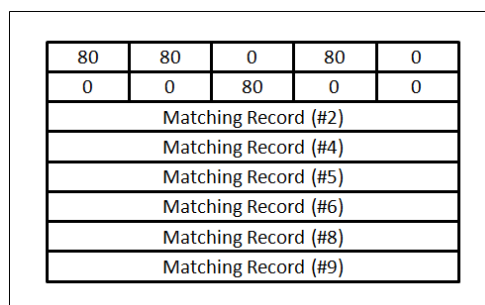 80 80 0 80 0
0 0 80 0 0
Matching Record (#2)
Matching Record (#4)
Matching Record (#5)
Matching Record (#6)
Matching Record (#8)
Matching Record (#9)